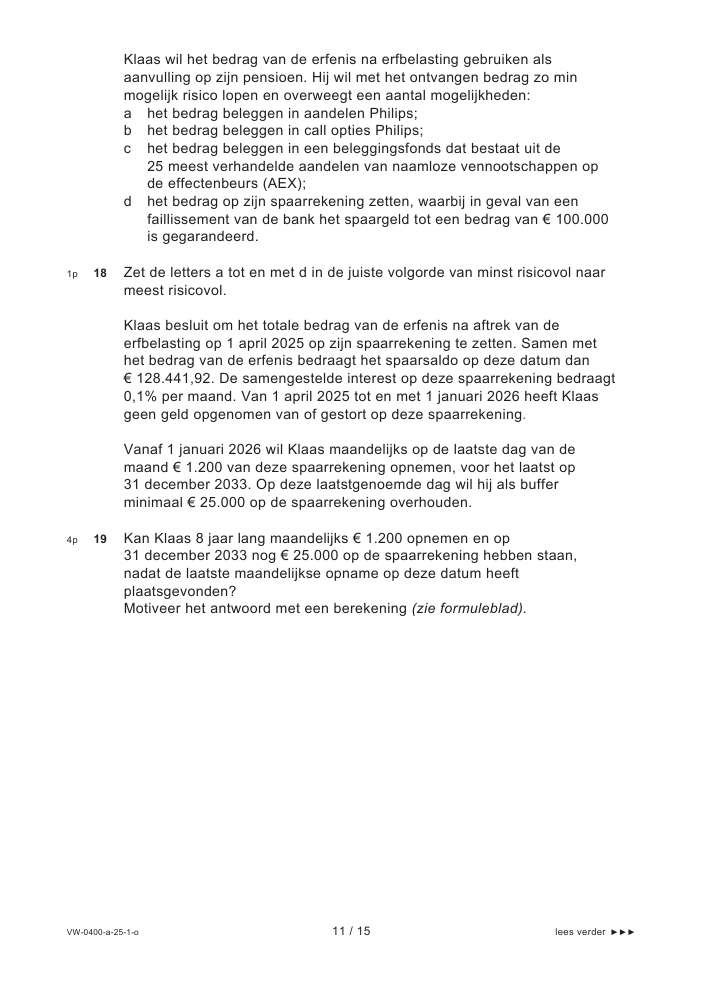 Klaas wil het bedrag van de erfenis na erfbelasting gebruiken als
aanvulling op zijn pensioen. Hij wil met het ontvangen bedrag zo min
mogelijk risico lopen en overweegt een aantal mogelijkheden:
a het bedrag beleggen in aandelen Philips;
b het bedrag beleggen in call opties Philips;
c het bedrag beleggen in een beleggingsfonds dat bestaat uit de
25 meest verhandelde aandelen van naamloze vennootschappen op
de effectenbeurs (AEX);
d het bedrag op zijn spaarrekening zetten, waarbij in geval van een
faillissement van de bank het spaargeld tot een bedrag van € 100.000
is gegarandeerd.
1p 18 Zet de letters a tot en met d in de juiste volgorde van minst risicovol naar
meest risicovol.
Klaas besluit om het totale bedrag van de erfenis na aftrek van de
erfbelasting op 1 april 2025 op zijn spaarrekening te zetten. Samen met
het bedrag van de erfenis bedraagt het spaarsaldo op deze datum dan
€ 128.441,92. De samengestelde interest op deze spaarrekening bedraagt
0,1% per maand. Van 1 april 2025 tot en met 1 januari 2026 heeft Klaas
geen geld opgenomen van of gestort op deze spaarrekening.
Vanaf 1 januari 2026 wil Klaas maandelijks op de laatste dag van de
maand € 1.200 van deze spaarrekening opnemen, voor het laatst op
31 december 2033. Op deze laatstgenoemde dag wil hij als buffer
minimaal € 25.000 op de spaarrekening overhouden.
4p 19 Kan Klaas 8 jaar lang maandelijks € 1.200 opnemen en op
31 december 2033 nog € 25.000 op de spaarrekening hebben staan,
nadat de laatste maandelijkse opname op deze datum heeft
plaatsgevonden?
Motiveer het antwoord met een berekening (zie formuleblad).
VW-0400-a-25-1-o 11 / 15 lees verder ►►►